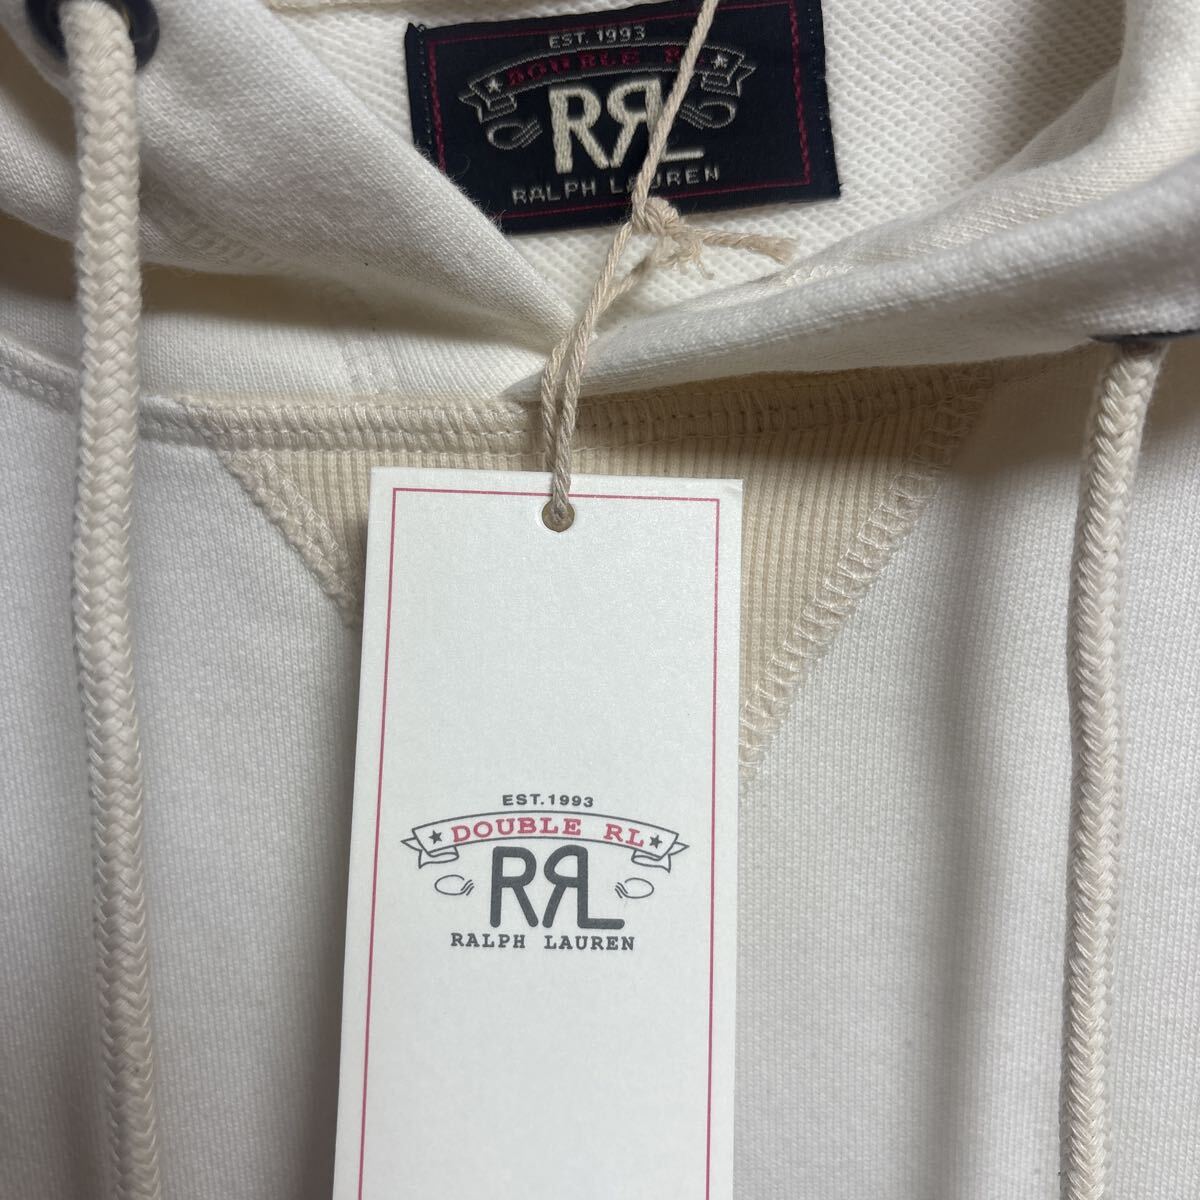 EST. 1993
DOUBLE RL
RRL
RALPH LAUREN
EST.1993
DOUBLE RL
RRL
RALPH LAUREN